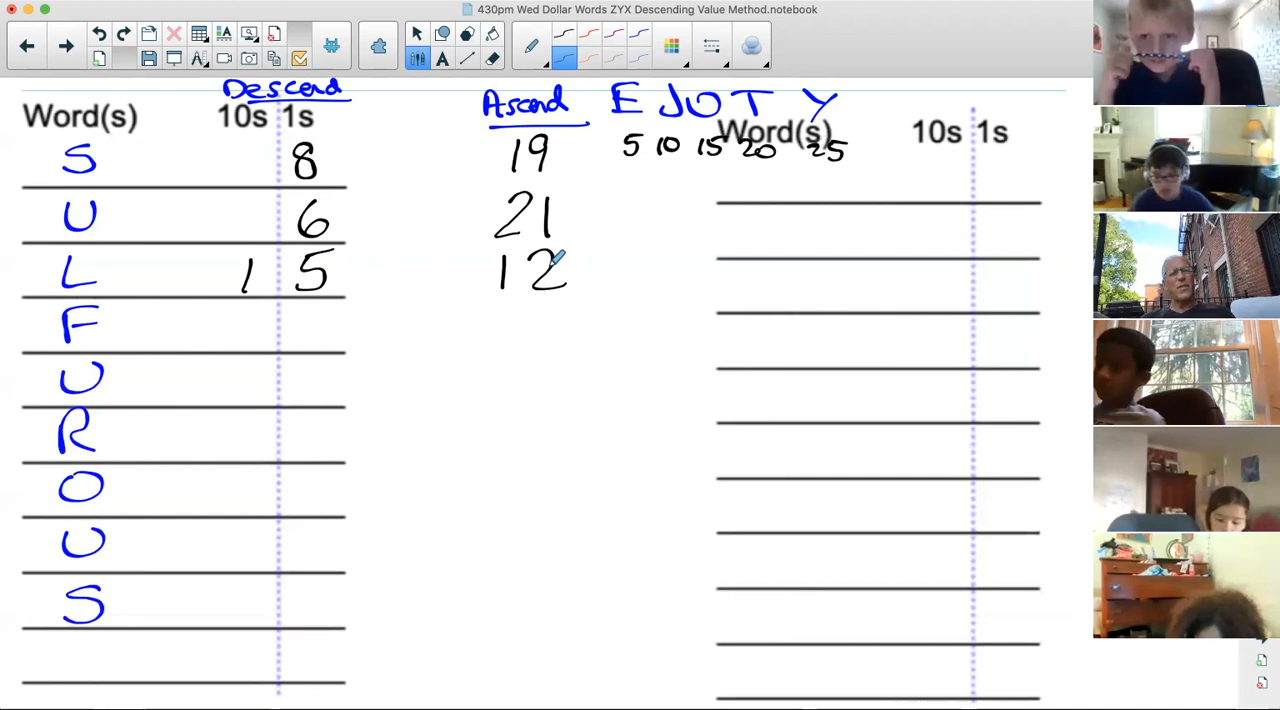 430pm Wed Dollar Words ZYX Descending Value Method.notebook
Descend
Ascend E J O T Y
Word(s) 10s 1s
5 10 15 20 25
Word(s) 10s 1s
S 8 19
U 6 21
L 1 5 12
F
U
R
O
U
S